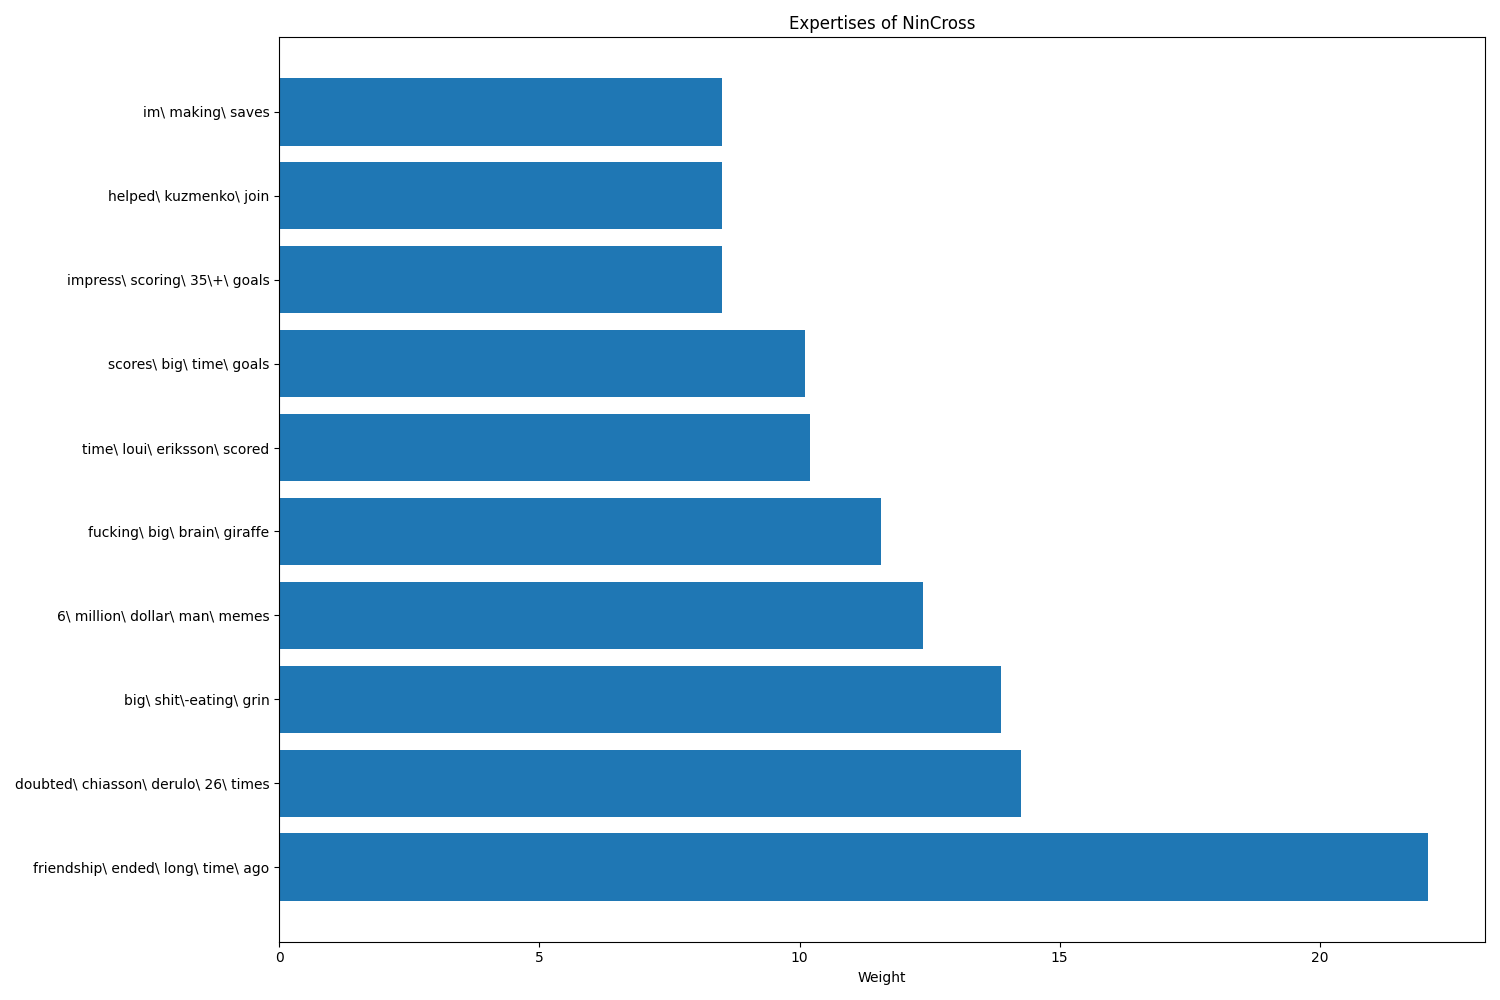 Expertises of NinCross
im\ making\ saves
helped\ kuzmenko\ join
impress\ scoring\ 35\+\ goals
scores\ big\ time\ goals
time\ loui\ eriksson\ scored
fucking\ big\ brain\ giraffe
6\ million\ dollar\ man\ memes
big\ shit\-eating\ grin
doubted\ chiasson\ derulo\ 26\ times
friendship\ ended\ long\ time\ ago
0 5 10 15 20
Weight